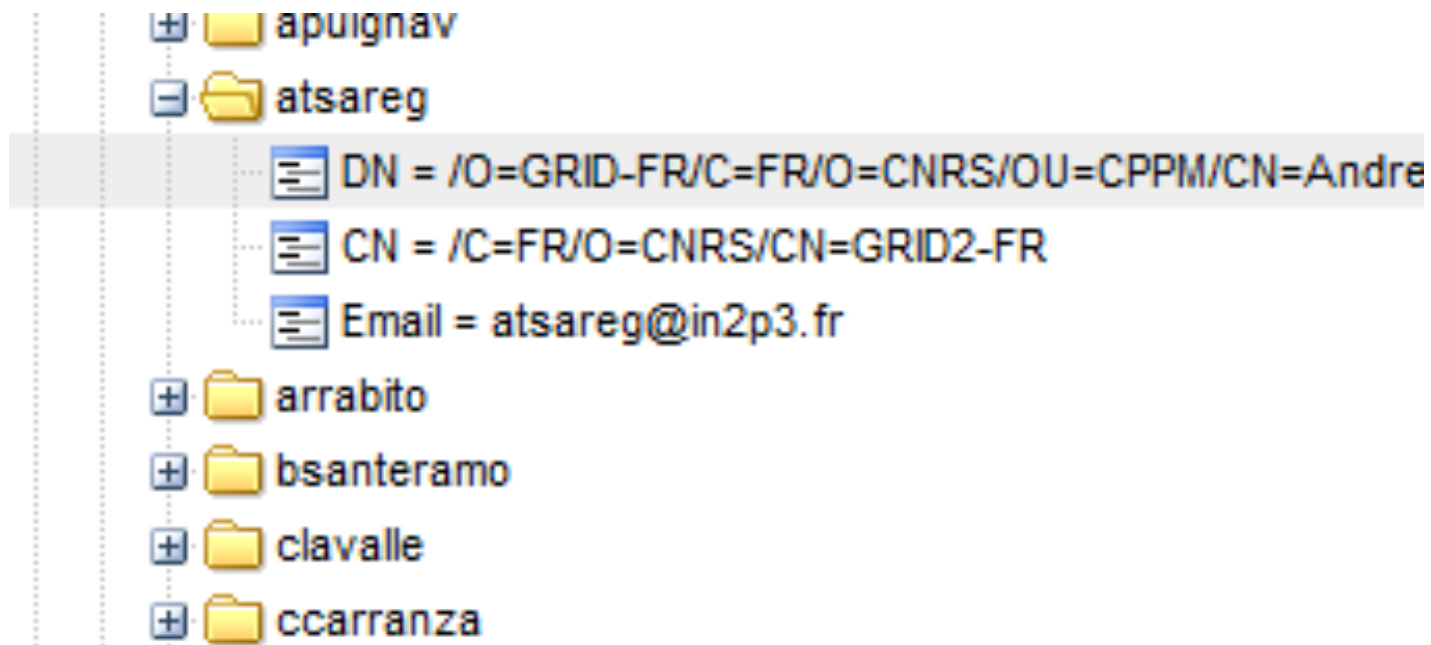 apuignav
atsareg
DN = /O=GRID-FR/C=FR/O=CNRS/OU=CPPM/CN=Andre
CN = /C=FR/O=CNRS/CN=GRID2-FR
Email = atsareg@in2p3.fr
arrabito
bsanteramo
clavalle
ccarranza